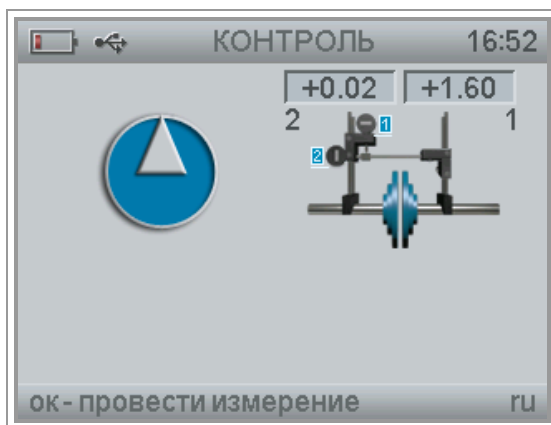 КОНТРОЛЬ 16:52
+0.02 +1.60
2 1
1
2
ок - провести измерение ru